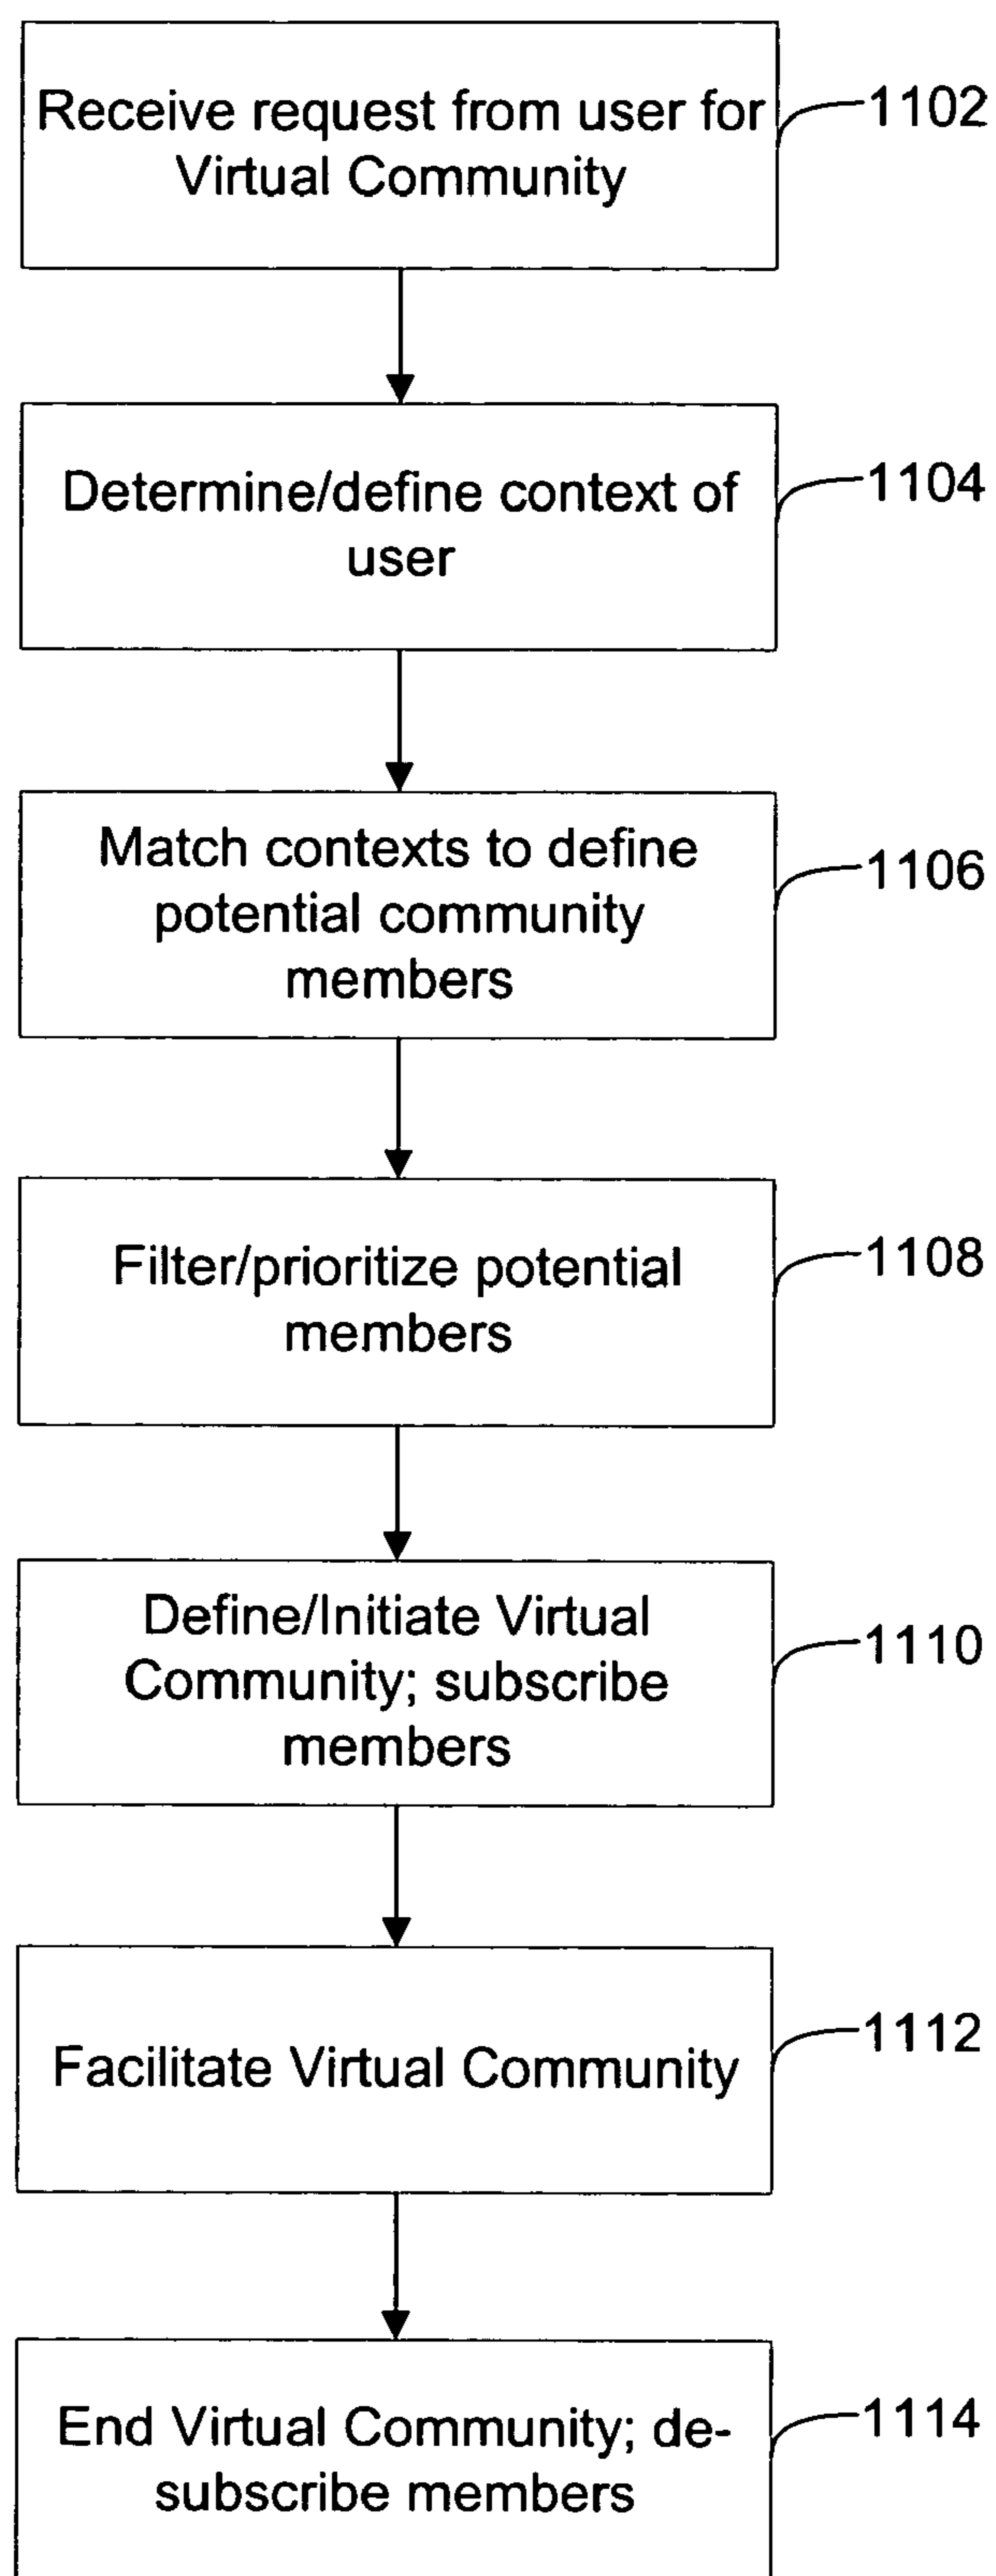 Receive request from user for
Virtual Community
1102
Determine/define context of
user
1104
Match contexts to define
potential community
members
1106
Filter/prioritize potential
members
1108
Define/Initiate Virtual
Community; subscribe
members
1110
Facilitate Virtual Community
1112
End Virtual Community; de-
subscribe members
1114